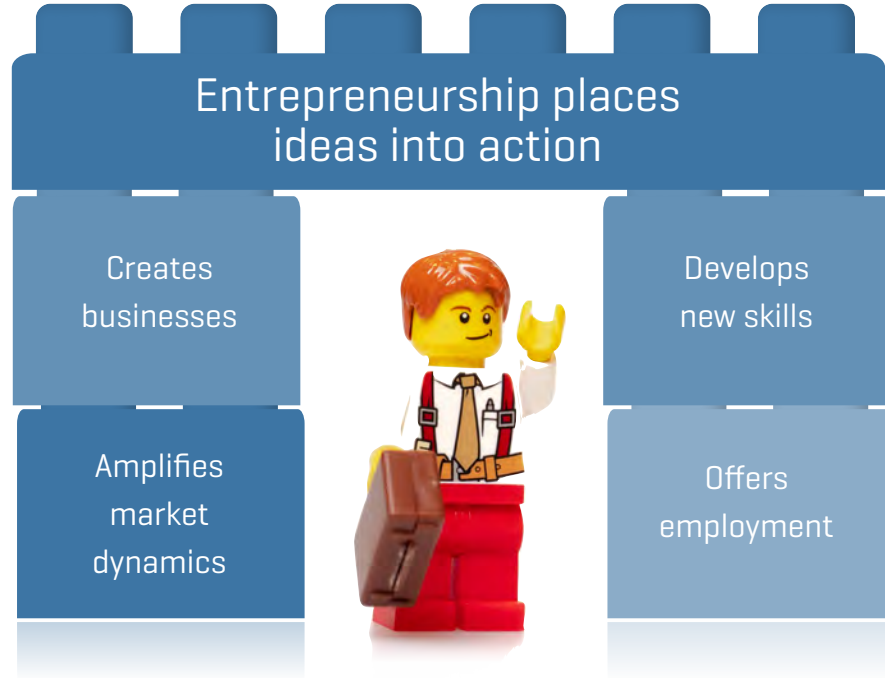 Entrepreneurship places
ideas into action
Creates
businesses
Develops
new skills
Amplifies
market
dynamics
Offers
employment